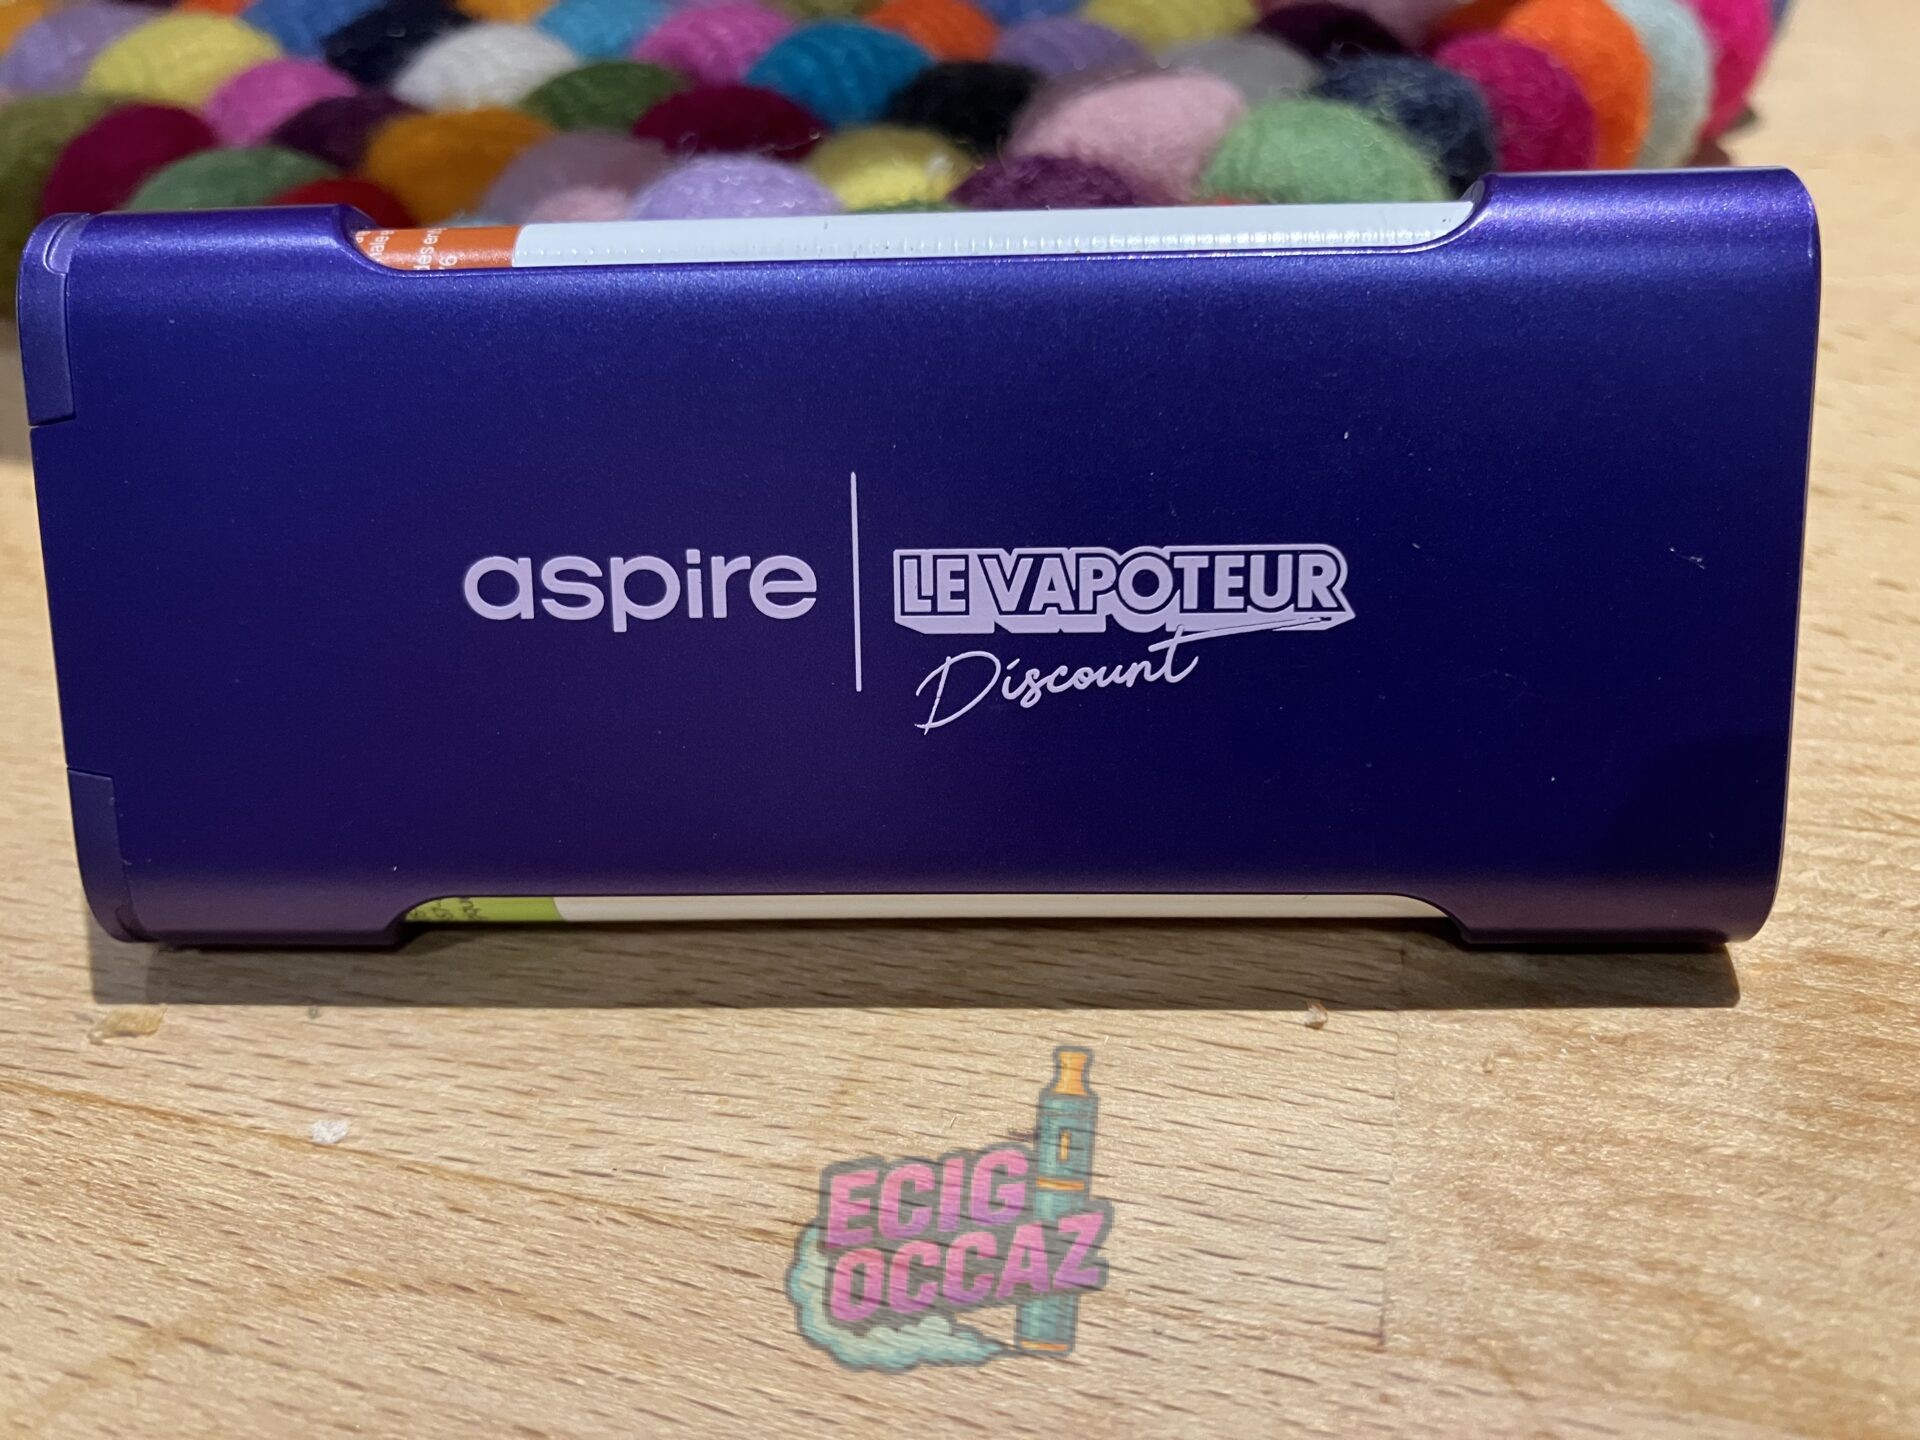 aspire
LE VAPOTEUR
Discount
ECIG
OCCAZ